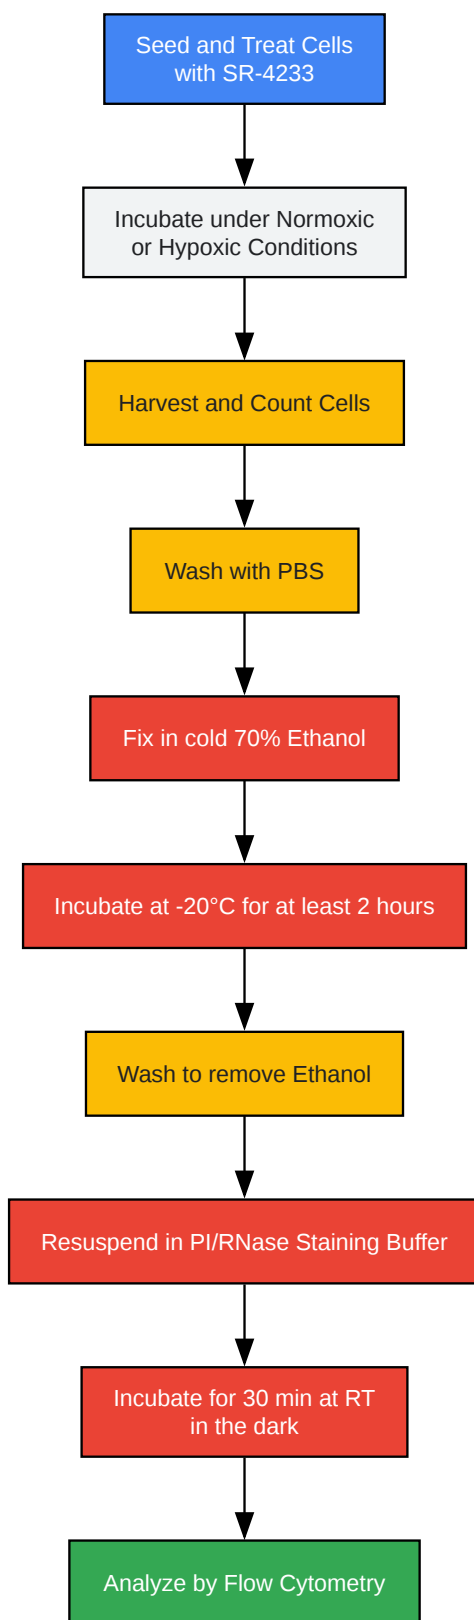 Seed and Treat Cells
with SR-4233
Incubate under Normoxic
or Hypoxic Conditions
Harvest and Count Cells
Wash with PBS
Fix in cold 70% Ethanol
Incubate at -20°C for at least 2 hours
Wash to remove Ethanol
Resuspend in PI/RNase Staining Buffer
Incubate for 30 min at RT
in the dark
Analyze by Flow Cytometry